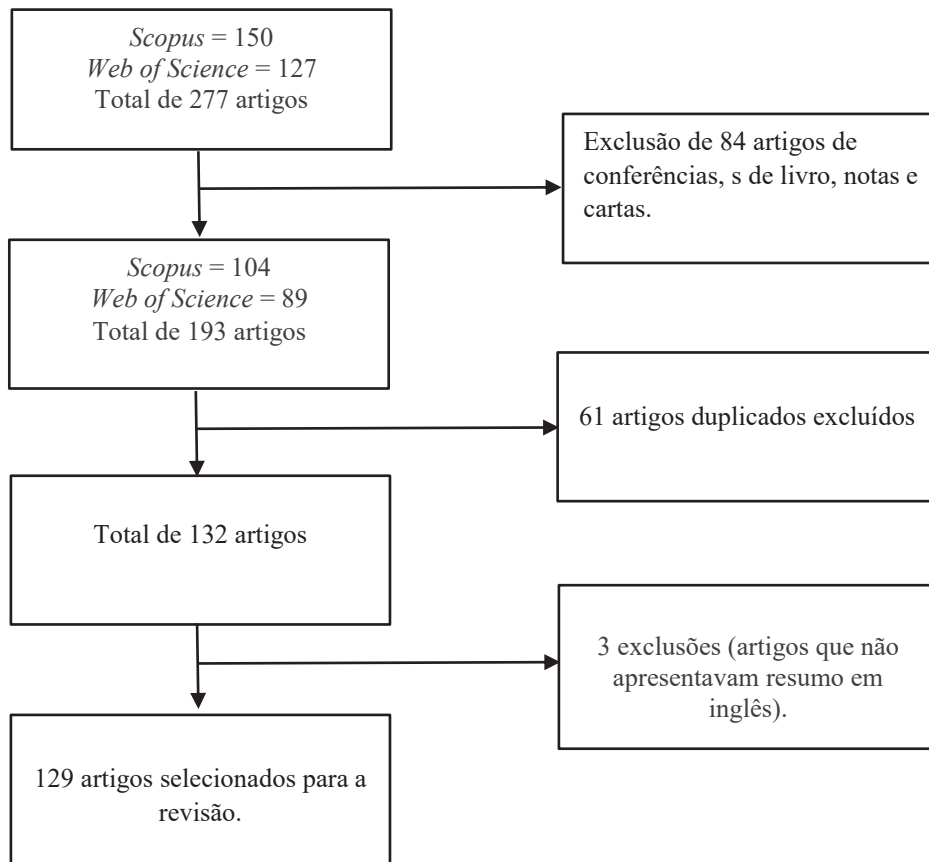 Scopus = 150
Web of Science = 127
Total de 277 artigos
Exclusão de 84 artigos de
conferências, s de livro, notas e
cartas.
Scopus = 104
Web of Science = 89
Total de 193 artigos
61 artigos duplicados excluídos
Total de 132 artigos
3 exclusões (artigos que não
apresentavam resumo em
inglês).
129 artigos selecionados para a
revisão.